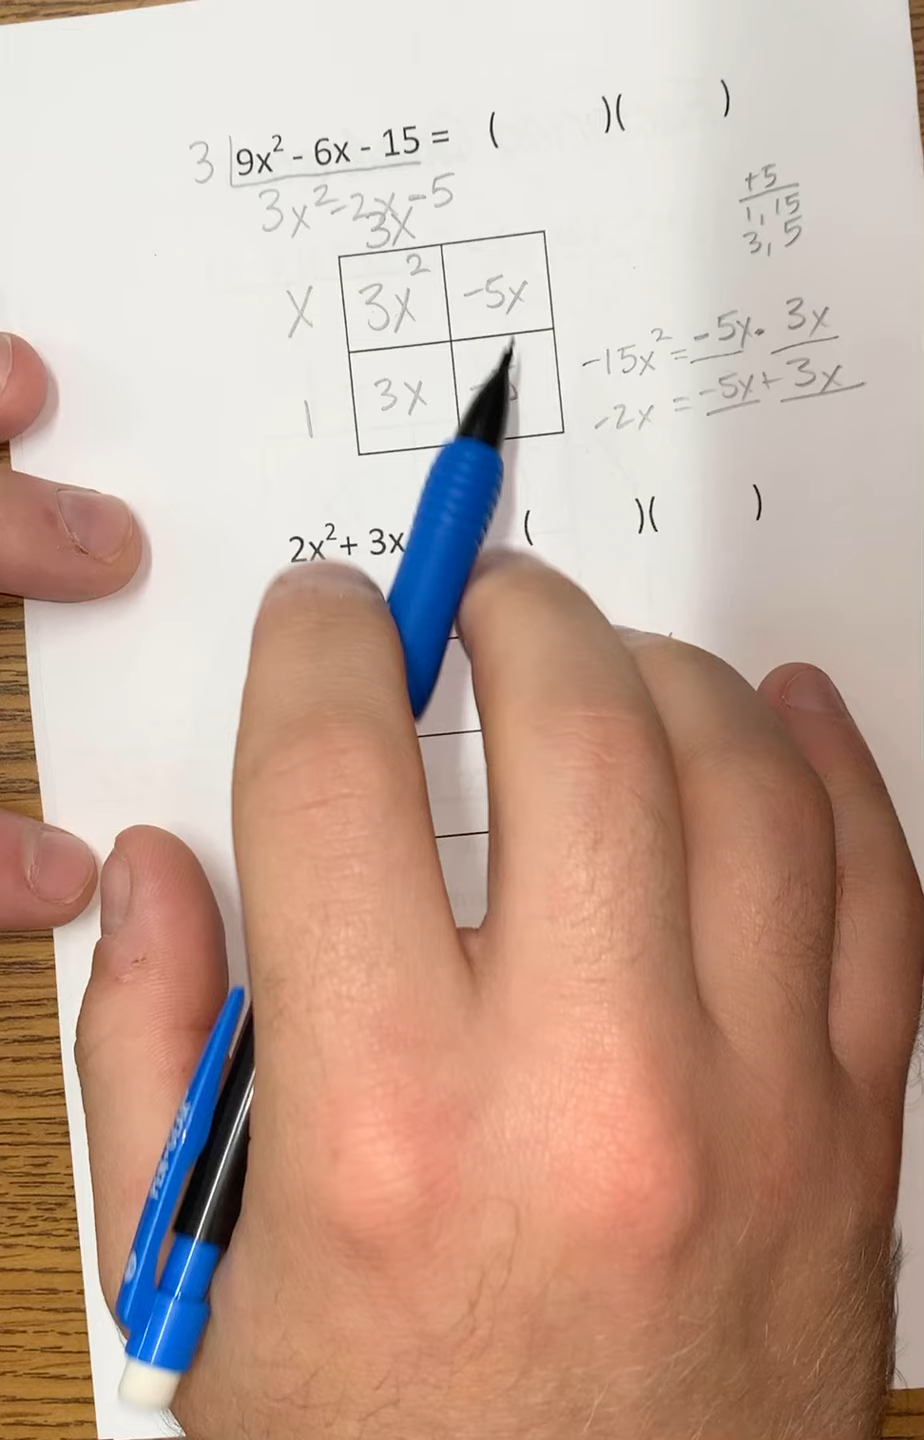 3 9x² - 6x - 15 = ( )( )
3x² - 2x - 5
3x
+5
1, 15
3, 5
x 3x² -5x
-15x² = -5x · 3x
1 3x
-2x = -5x + 3x
2x² + 3x ( )( )